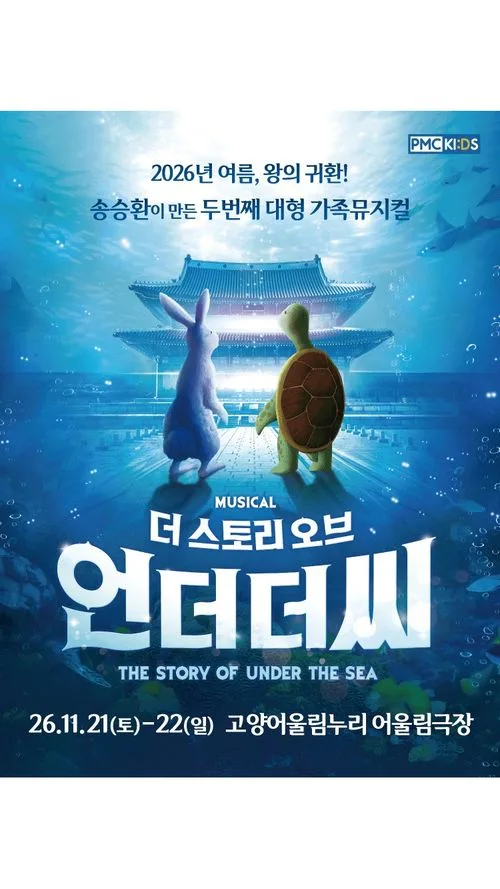 PMC KIDS
2026년 여름, 왕의 귀환!
송승환이 만든 두번째 대형 가족뮤지컬
MUSICAL
더 스토리 오브
언더더씨
THE STORY OF UNDER THE SEA
26.11.21(토)-22(일) 고양어울림누리 어울림극장